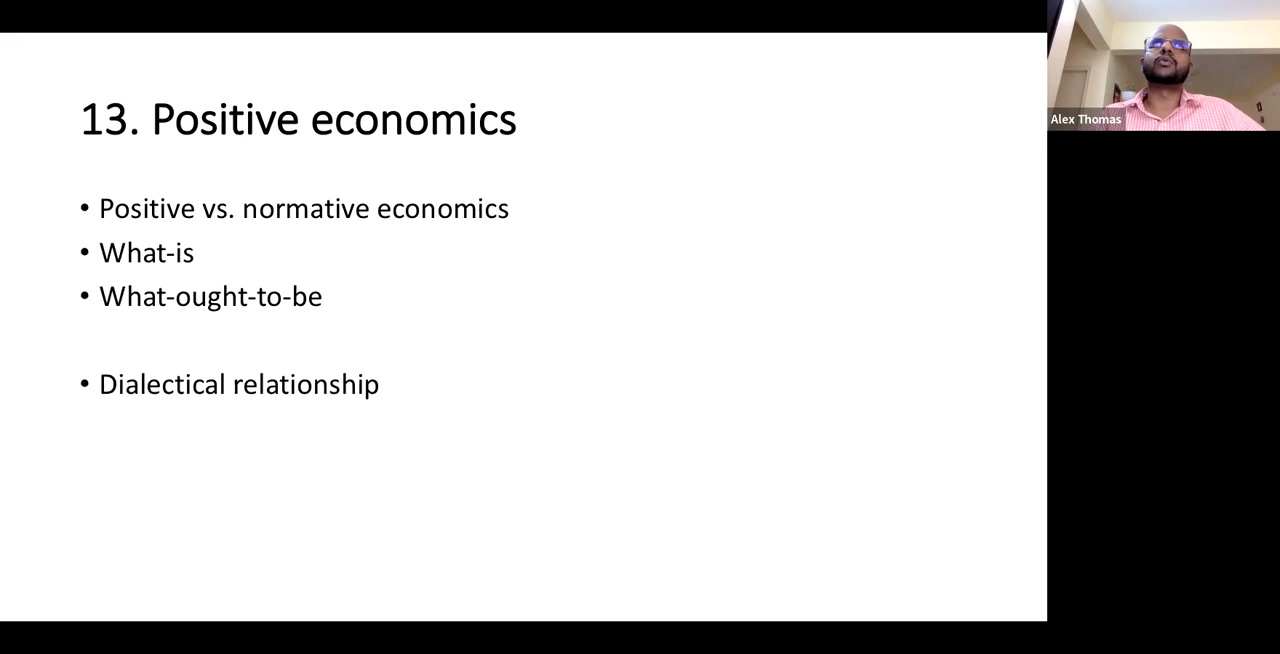 13. Positive economics
• Positive vs. normative economics
• What-is
• What-ought-to-be
• Dialectical relationship
Alex Thomas